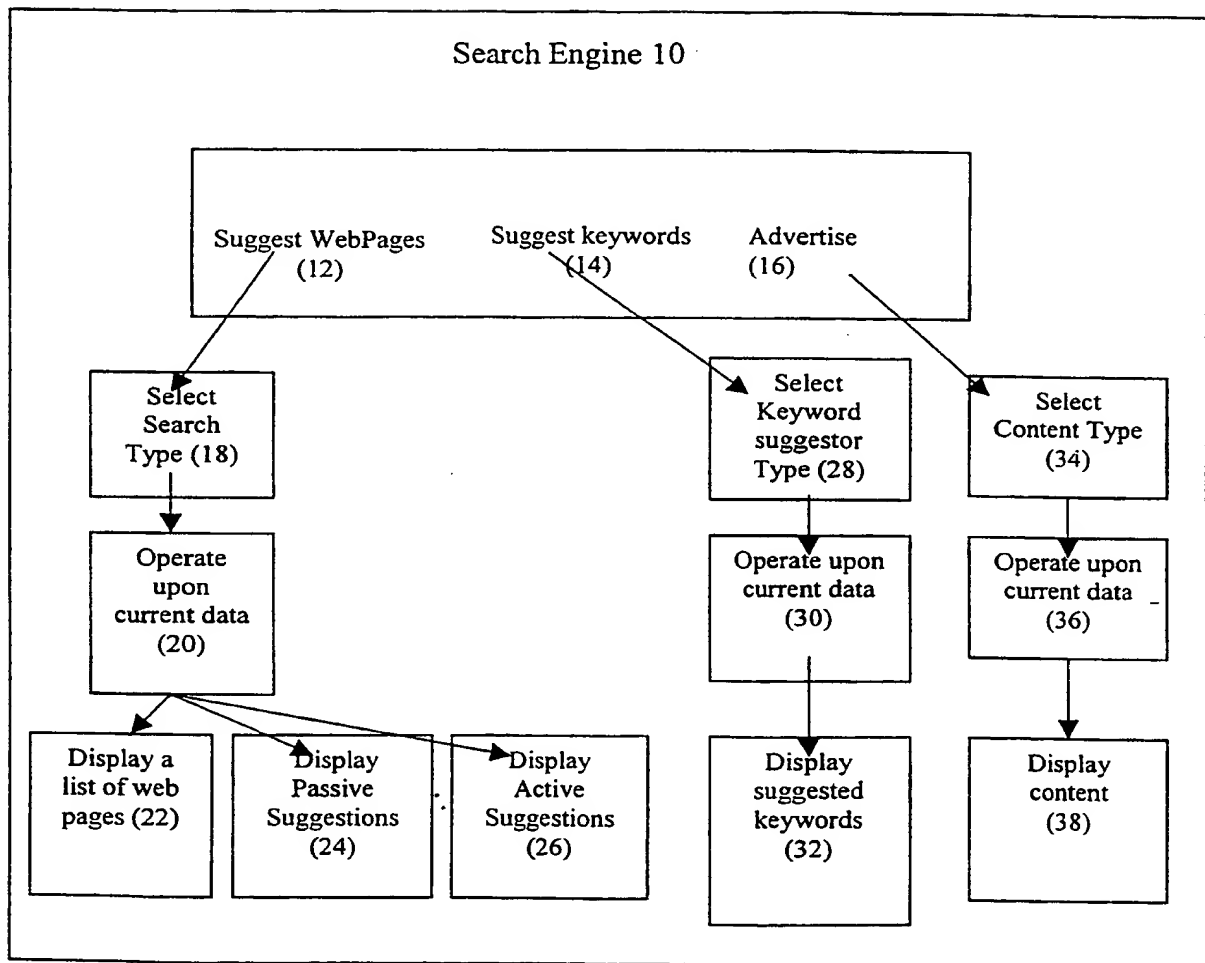 Search Engine 10
Suggest WebPages
(12)
Suggest keywords
(14)
Advertise
(16)
Select
Search
Type (18)
Select
Keyword
suggestor
Type (28)
Select
Content Type
(34)
Operate
upon
current data
(20)
Operate upon
current data
(30)
Operate upon
current data
(36)
Display a
list of web
pages (22)
Display
Passive
Suggestions
(24)
Display
Active
Suggestions
(26)
Display
suggested
keywords
(32)
Display
content
(38)